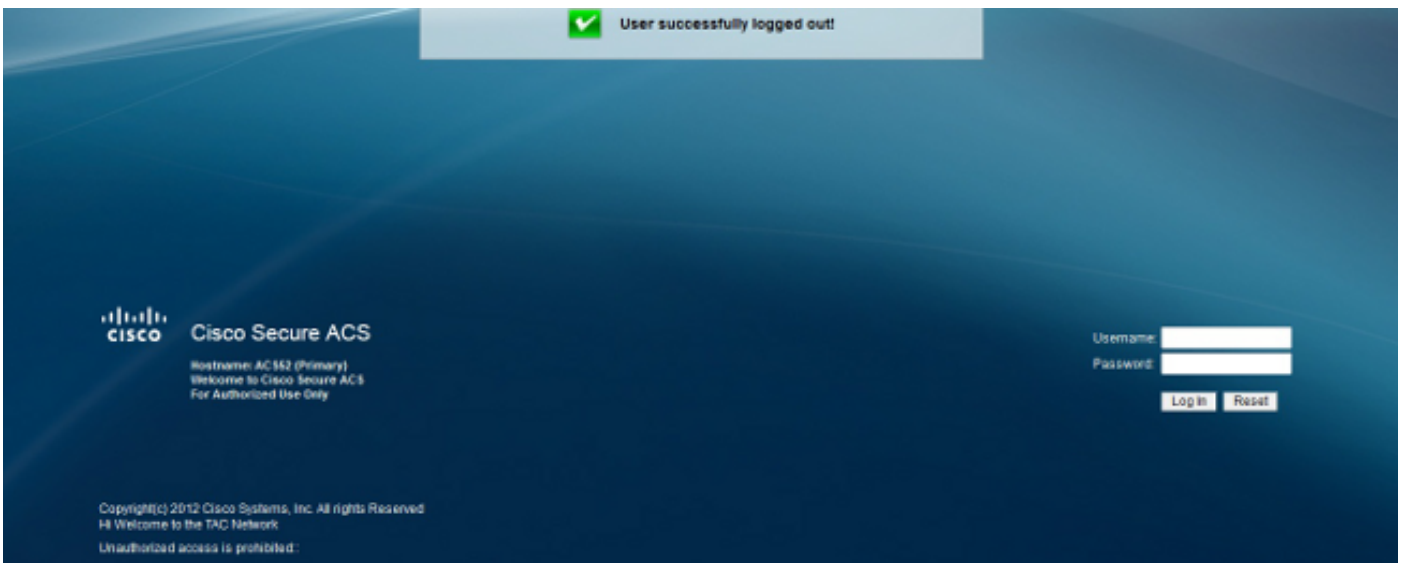 User successfully logged out!
CISCO
Cisco Secure ACS
Hostname: ACS52 (Primary)
Welcome to Cisco Secure ACS
For Authorized Use Only
Username:
Password:
Log In
Reset
Copyright(c) 2012 Cisco Systems, Inc. All rights Reserved
Hi Welcome to the TAC Network
Unauthorized access is prohibited::